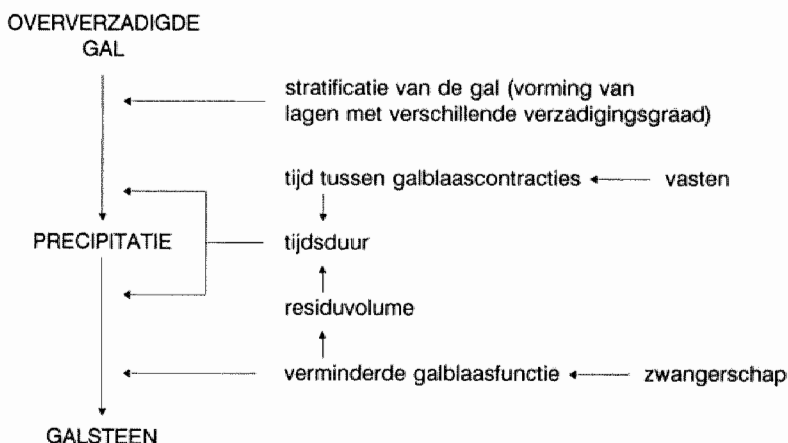 OVERVERZADIGDE
GAL
stratificatie van de gal (vorming van
lagen met verschillende verzadigingsgraad)
tijd tussen galblaascontracties
vasten
PRECIPITATIE
tijdsduur
residuvolume
verminderde galblaasfunctie
zwangerschap
GALSTEEN